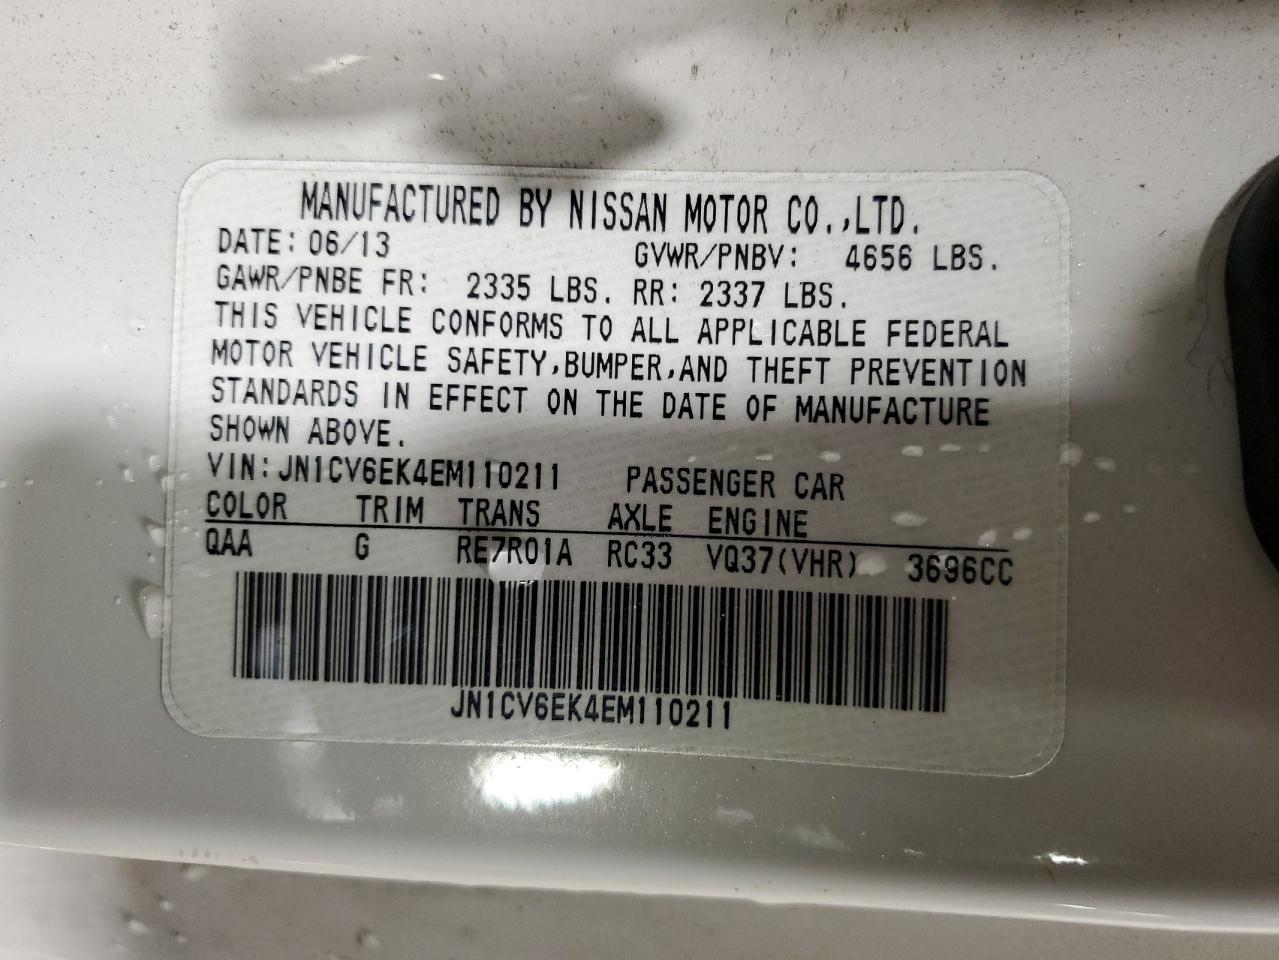 MANUFACTURED BY NISSAN MOTOR CO.,LTD.
DATE: 06/13 GVWR/PNBV: 4656 LBS.
GAWR/PNBE FR: 2335 LBS. RR: 2337 LBS.
THIS VEHICLE CONFORMS TO ALL APPLICABLE FEDERAL
MOTOR VEHICLE SAFETY,BUMPER,AND THEFT PREVENTION
STANDARDS IN EFFECT ON THE DATE OF MANUFACTURE
SHOWN ABOVE.
VIN: JN1CV6EK4EM110211 PASSENGER CAR
COLOR TRIM TRANS AXLE ENGINE
QAA G RE7R01A RC33 VQ37(VHR) 3696CC
JN1CV6EK4EM110211